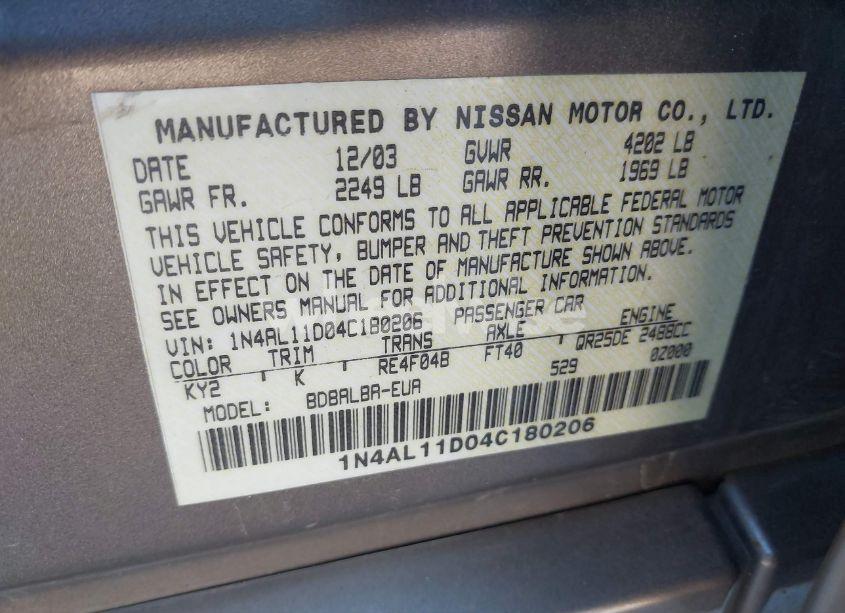 MANUFACTURED BY NISSAN MOTOR CO., LTD.
DATE 12/03 GVWR 4202 LB
GAWR FR. 2249 LB GAWR RR. 1969 LB
THIS VEHICLE CONFORMS TO ALL APPLICABLE FEDERAL MOTOR
VEHICLE SAFETY, BUMPER AND THEFT PREVENTION STANDARDS
IN EFFECT ON THE DATE OF MANUFACTURE SHOWN ABOVE.
SEE OWNERS MANUAL FOR ADDITIONAL INFORMATION.
VIN: 1N4AL11D04C180206 PASSENGER CAR
COLOR TRIM TRANS AXLE ENGINE
KY2 K RE4F04B FT40 QR25DE 2488CC
MODEL: BDBALBA-EUA 529 0Z000
1N4AL11D04C180206